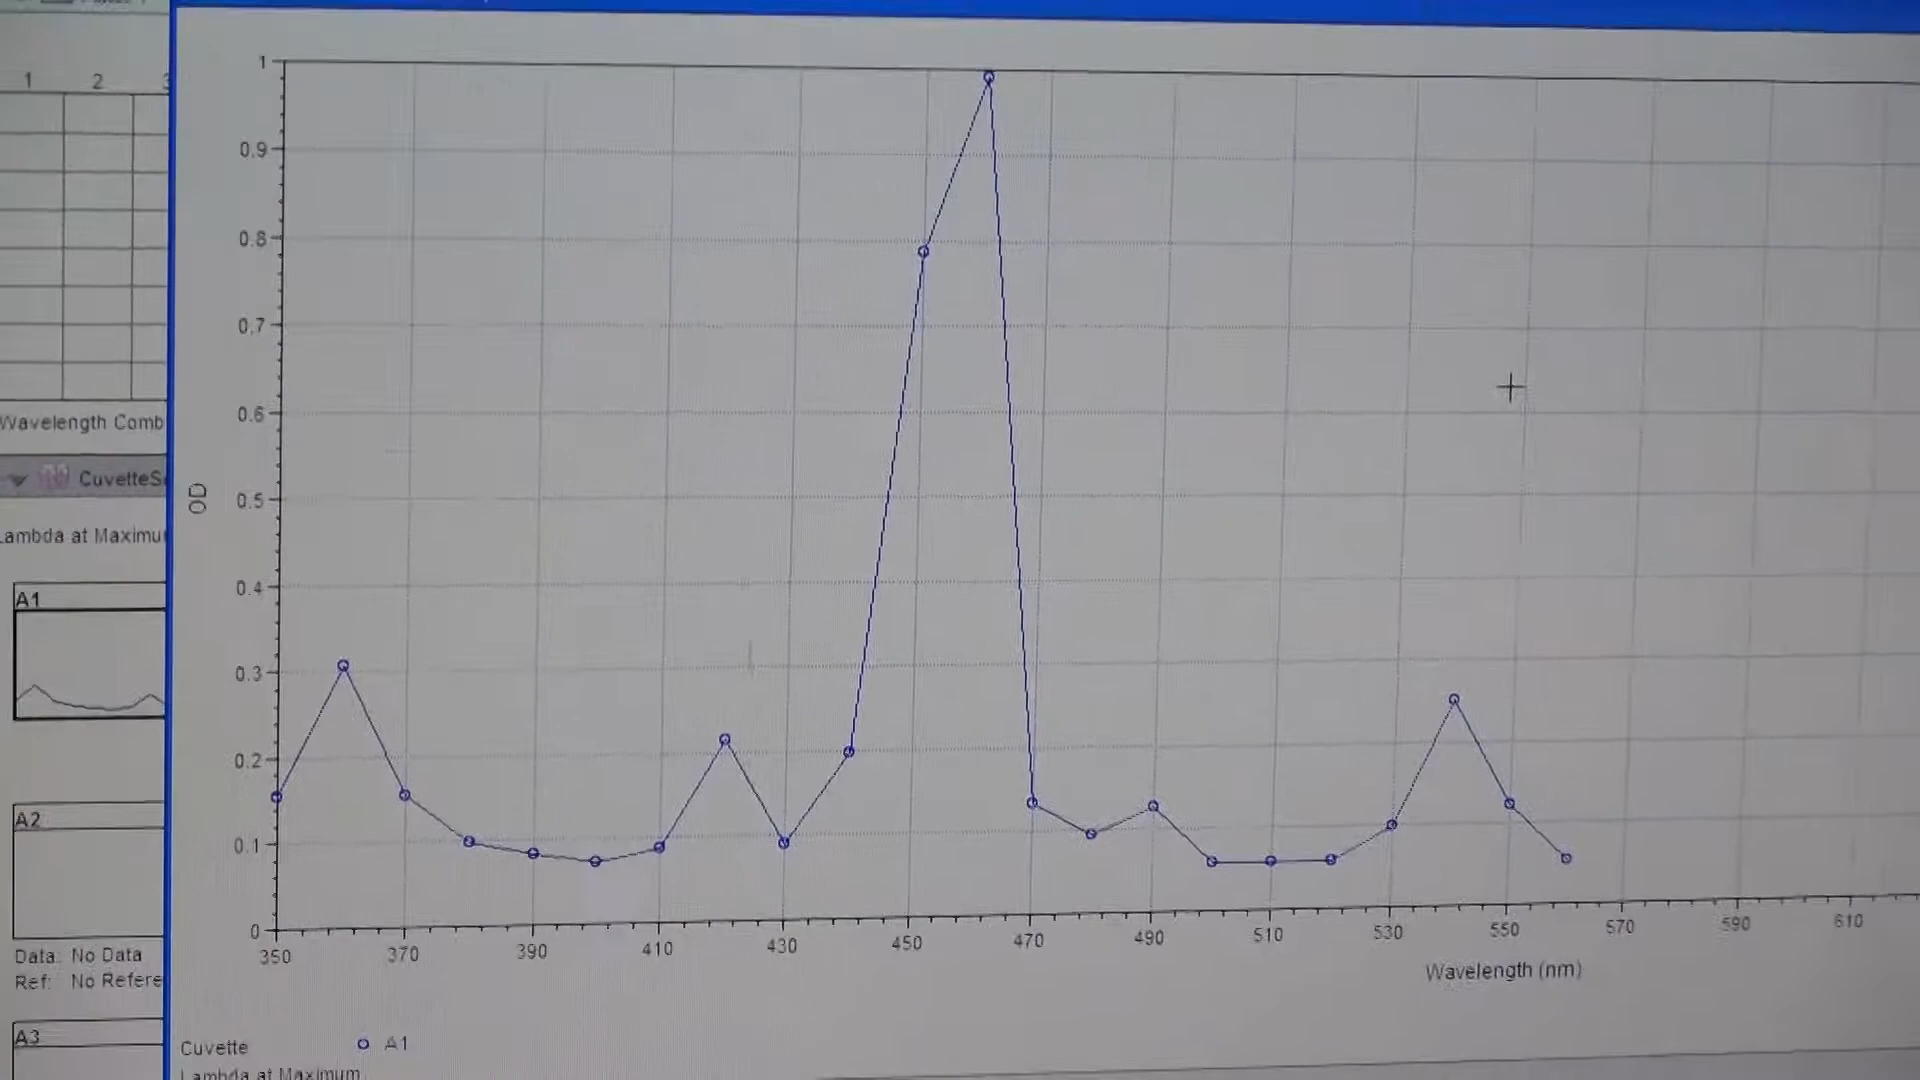 1 2 3
Wavelength Comb
CuvetteS
Lambda at Maximu
A1
A2
Data: No Data
Ref: No Refere
A3
1
0.9
0.8
0.7
0.6
0.5
0.4
0.3
0.2
0.1
0
OD
350 370 390 410 430 450 470 490 510 530 550 570 590 610
Wavelength (nm)
Cuvette A1
Lambda at Maximum